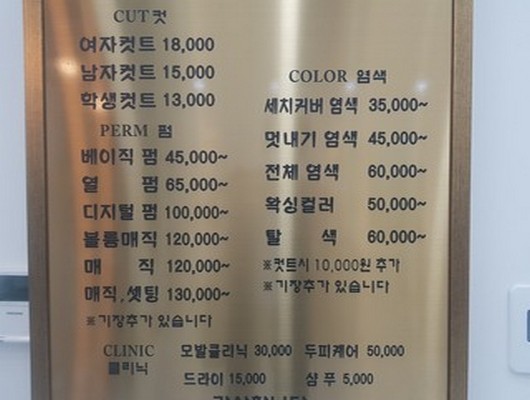 CUT 컷
여자컷트 18,000
남자컷트 15,000
학생컷트 13,000
PERM 펌
베이직 펌 45,000~
열 펌 65,000~
디지털 펌 100,000~
볼륨매직 120,000~
매 직 120,000~
매직,셋팅 130,000~
※기장추가 있습니다
COLOR 염색
세치커버 염색 35,000~
멋내기 염색 45,000~
전체 염색 60,000~
왁싱컬러 50,000~
탈 색 60,000~
※컷트시 10,000원 추가
※기장추가 있습니다
CLINIC 모발클리닉 30,000 두피케어 50,000
클리닉
드라이 15,000 샴 푸 5,000